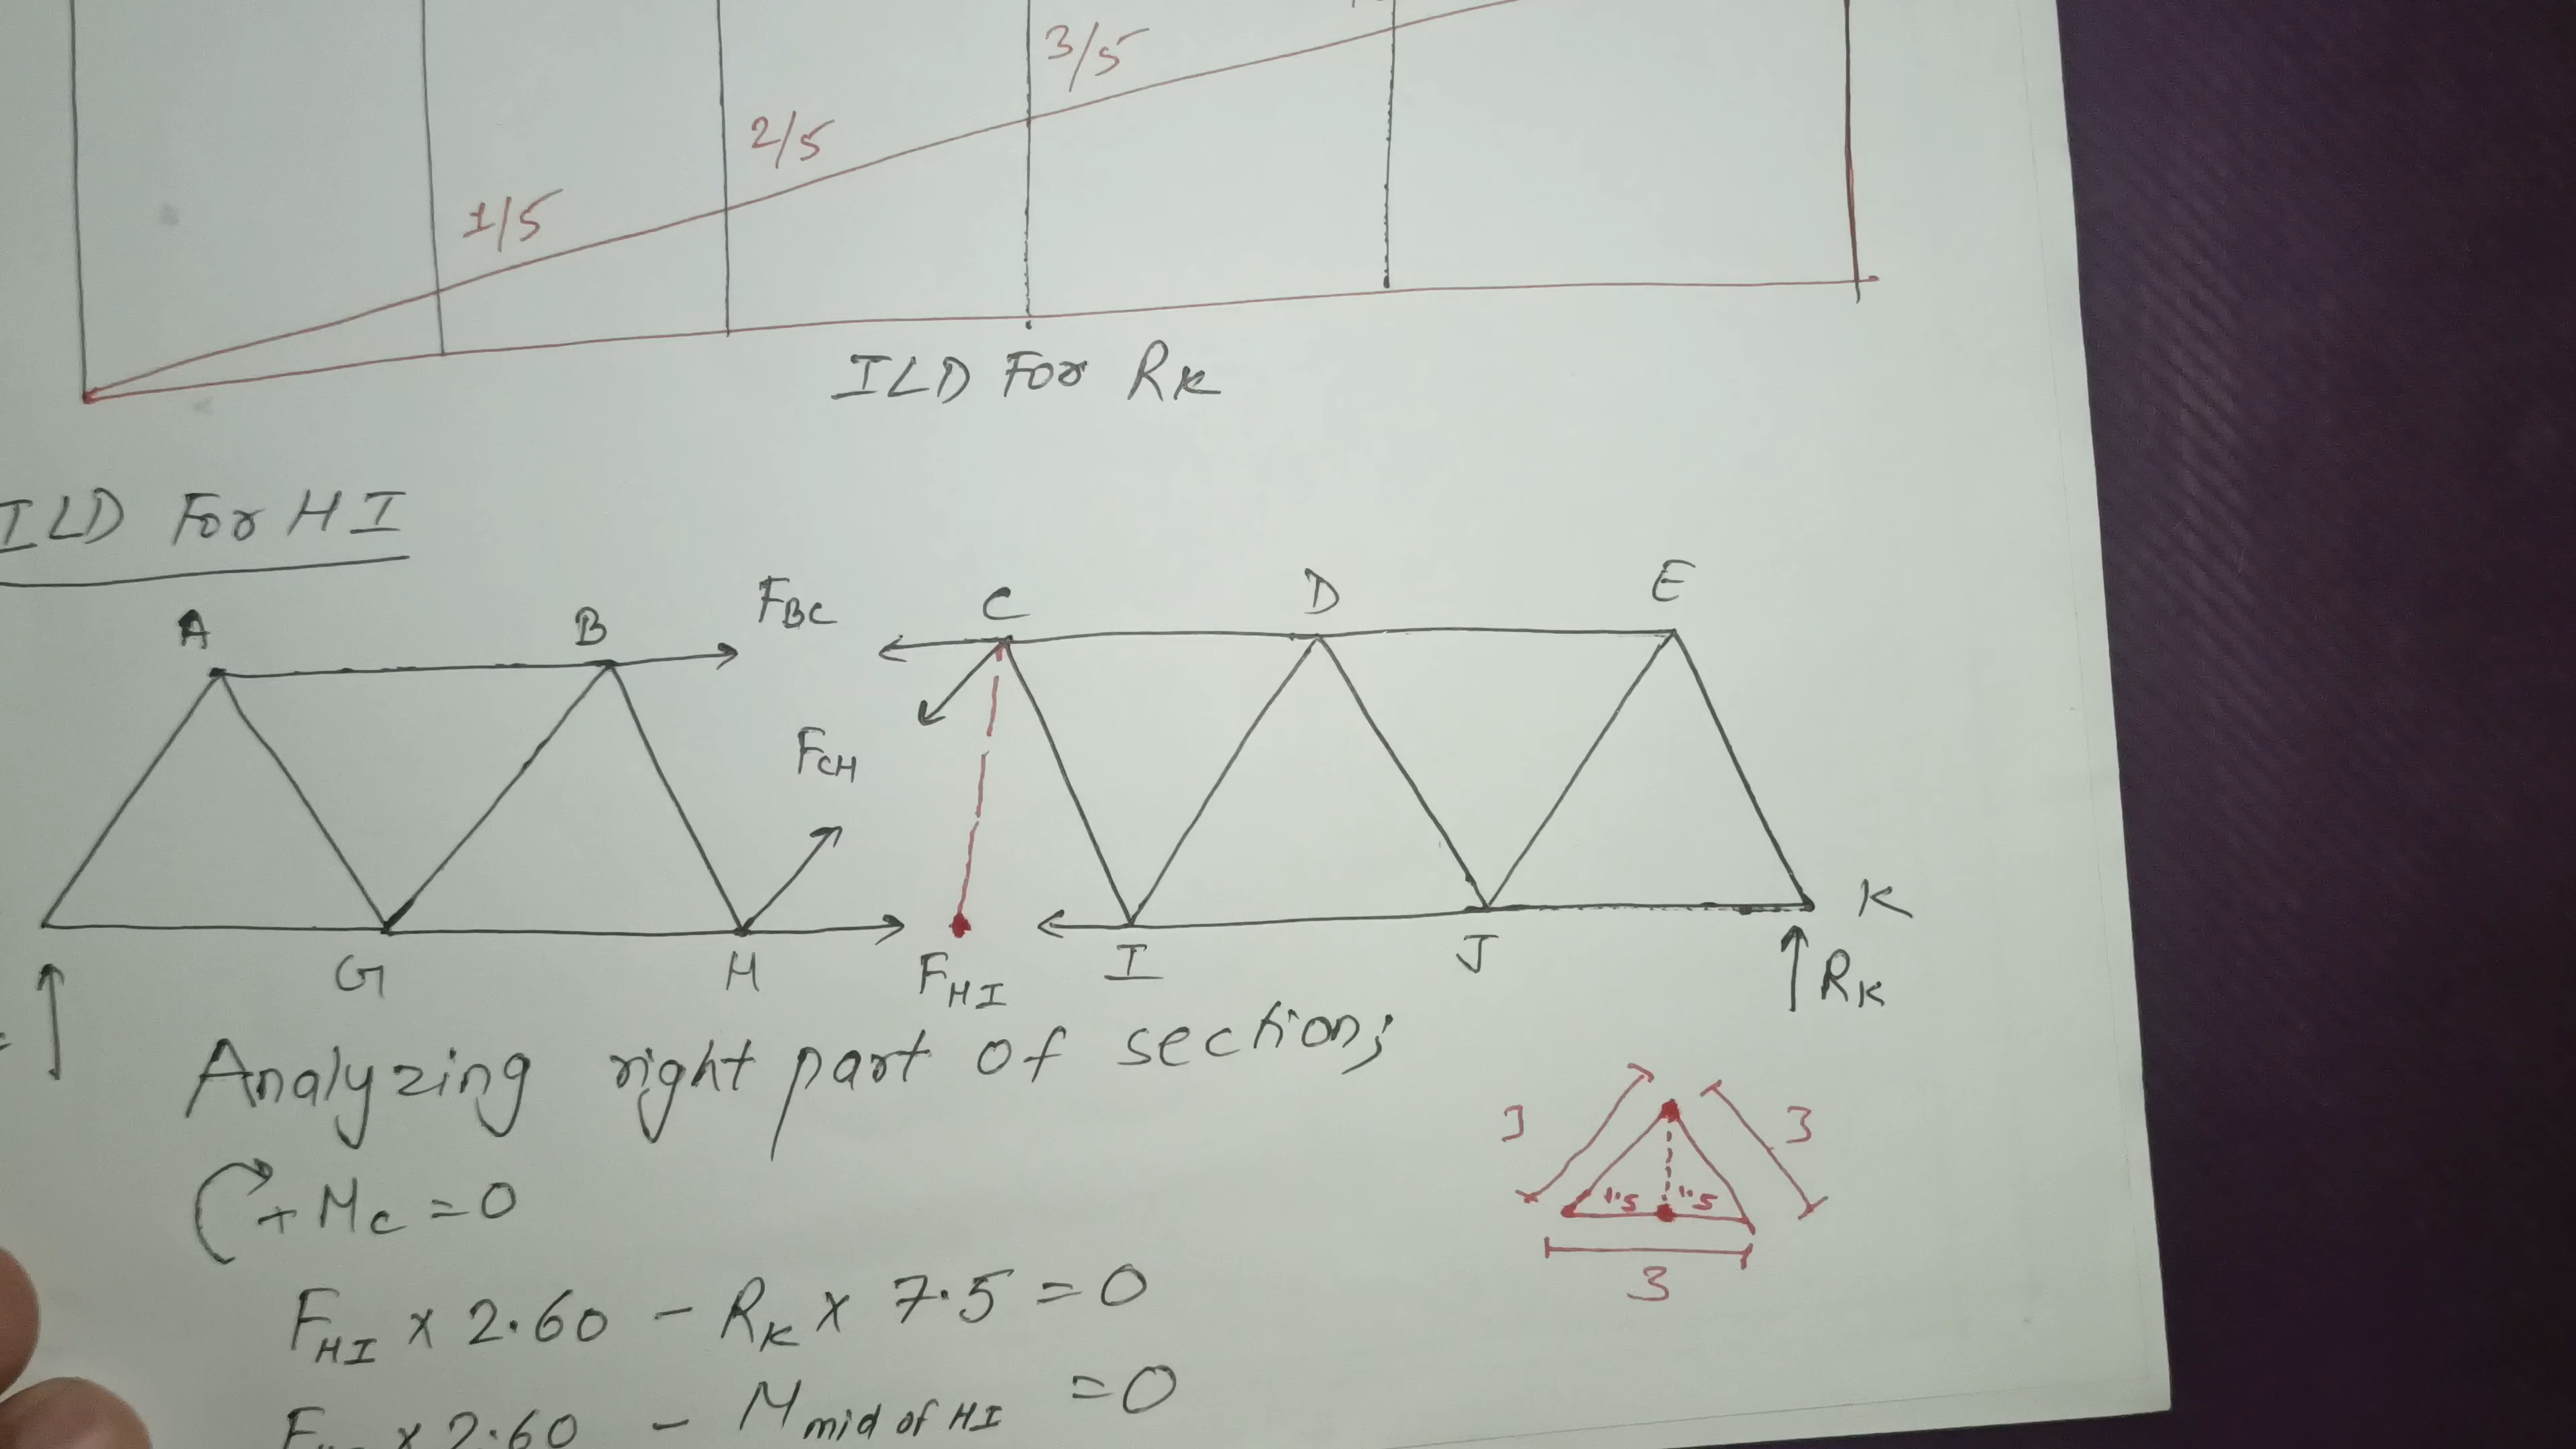 3/5
2/5
1/5
ILD For RK
ILD For HI
A B FBC C D E
FCH
G H FHI I J K
RK
Analyzing right part of section;
3 3
1.5 1.5
3
+ Mc = 0
FHI × 2.60 - RK × 7.5 = 0
× 2.60 - M mid of HI = 0